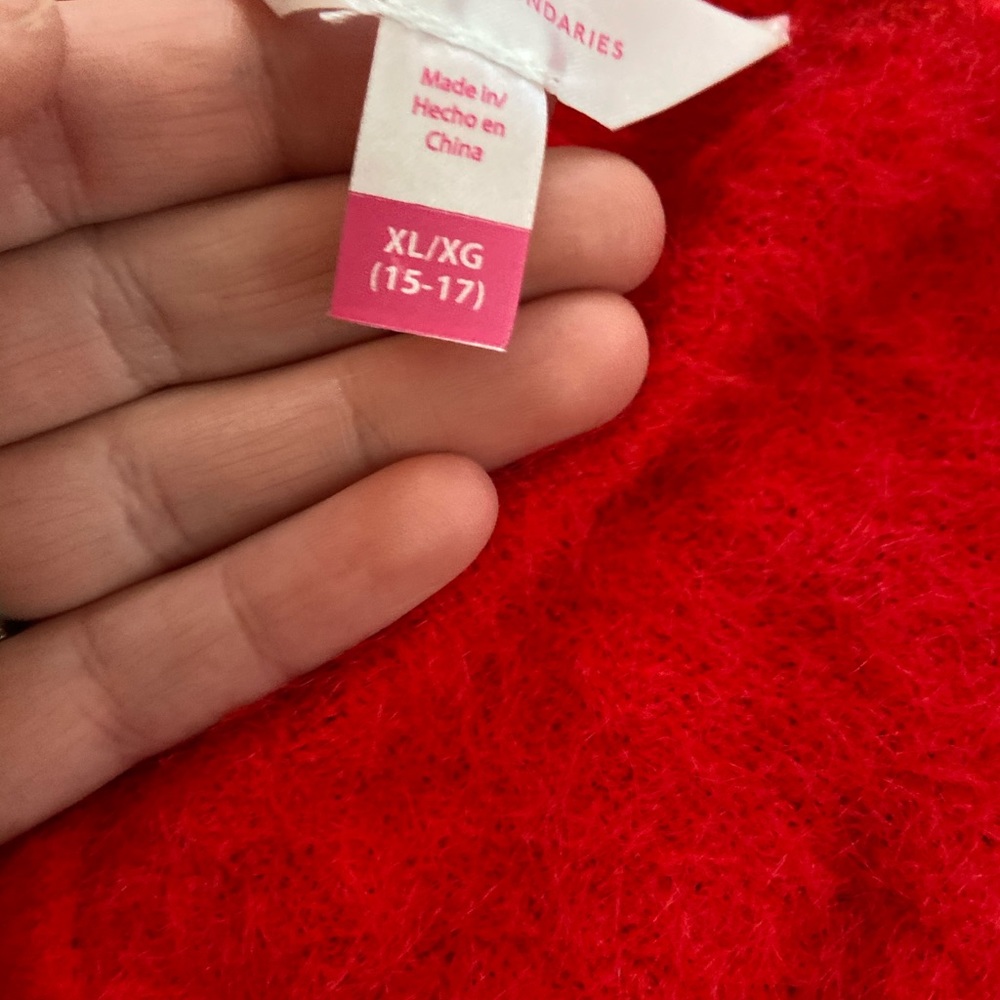 NDARIES
Made in/
Hecho en
China
XL/XG
(15-17)